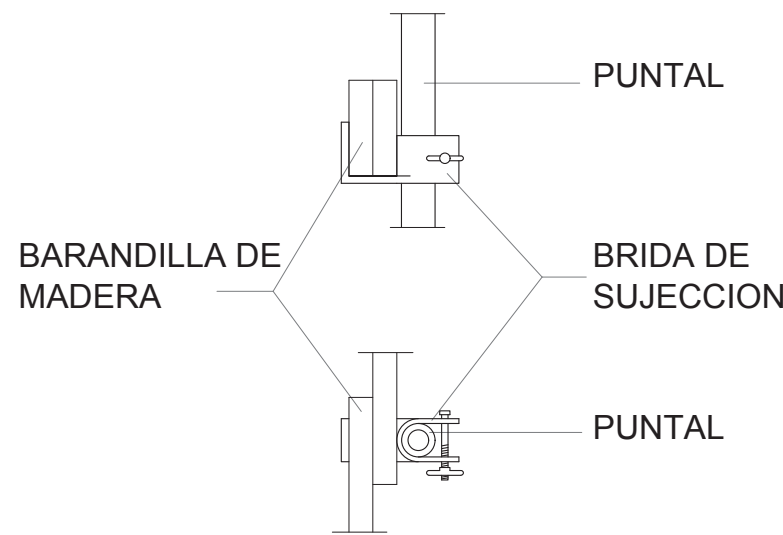 PUNTAL
BARANDILLA DE
MADERA
BRIDA DE
SUJECCION
PUNTAL